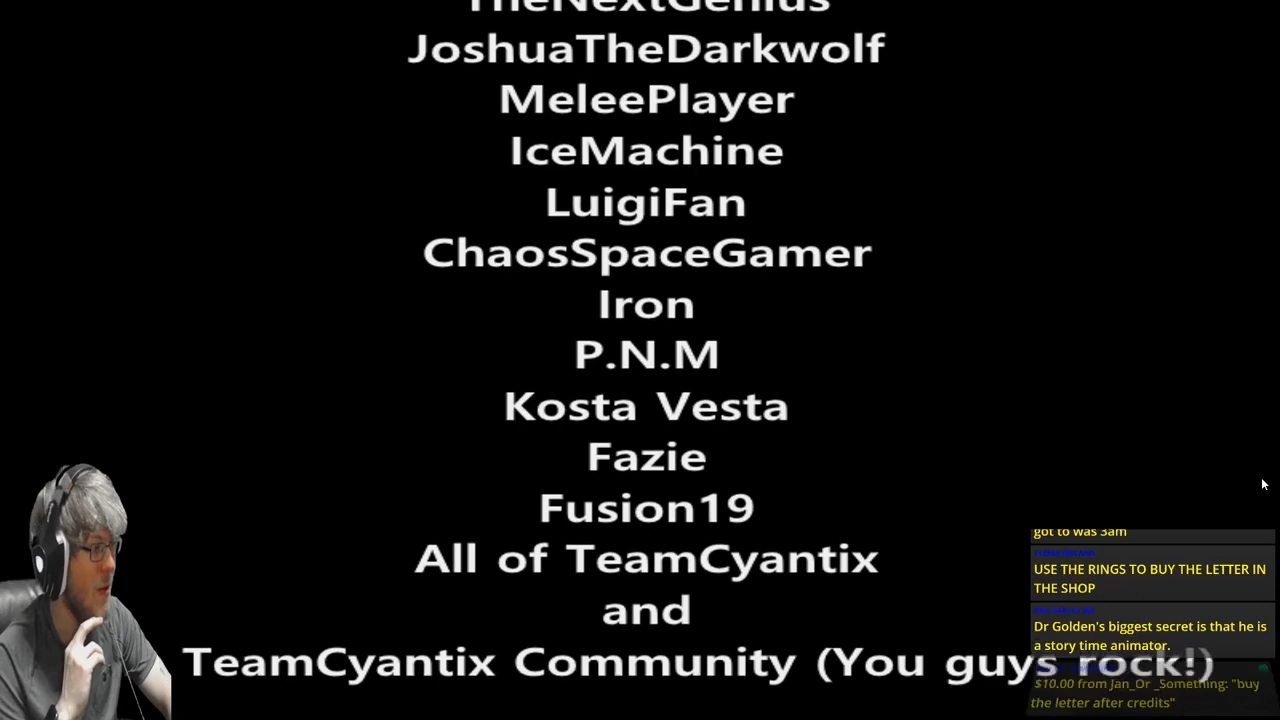 TheNextGenius
JoshuaTheDarkwolf
MeleePlayer
IceMachine
LuigiFan
ChaosSpaceGamer
Iron
P.N.M
Kosta Vesta
Fazie
Fusion19
All of TeamCyantix
and
TeamCyantix Community (You guys rock!)
got to was 3am
USE THE RINGS TO BUY THE LETTER IN
THE SHOP
Dr Golden's biggest secret is that he is
a story time animator.
$10.00 from Jan_Or _Something: "buy
the letter after credits"